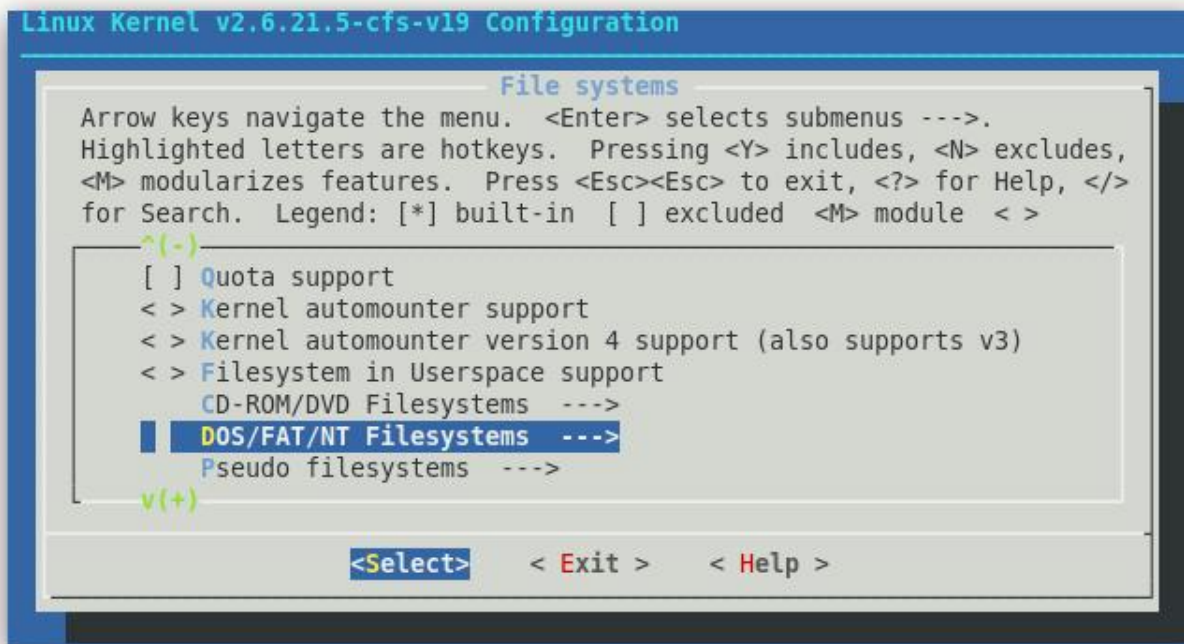 Linux Kernel v2.6.21.5-cfs-v19 Configuration
File systems
Arrow keys navigate the menu.  <Enter> selects submenus --->.
Highlighted letters are hotkeys.  Pressing <Y> includes, <N> excludes,
<M> modularizes features.  Press <Esc><Esc> to exit, <?> for Help, </>
for Search.  Legend: [*] built-in  [ ] excluded  <M> module  < >
^(-)
[ ] Quota support
< > Kernel automounter support
< > Kernel automounter version 4 support (also supports v3)
< > Filesystem in Userspace support
CD-ROM/DVD Filesystems  --->
DOS/FAT/NT Filesystems  --->
Pseudo filesystems  --->
v(+)
<Select>    < Exit >    < Help >